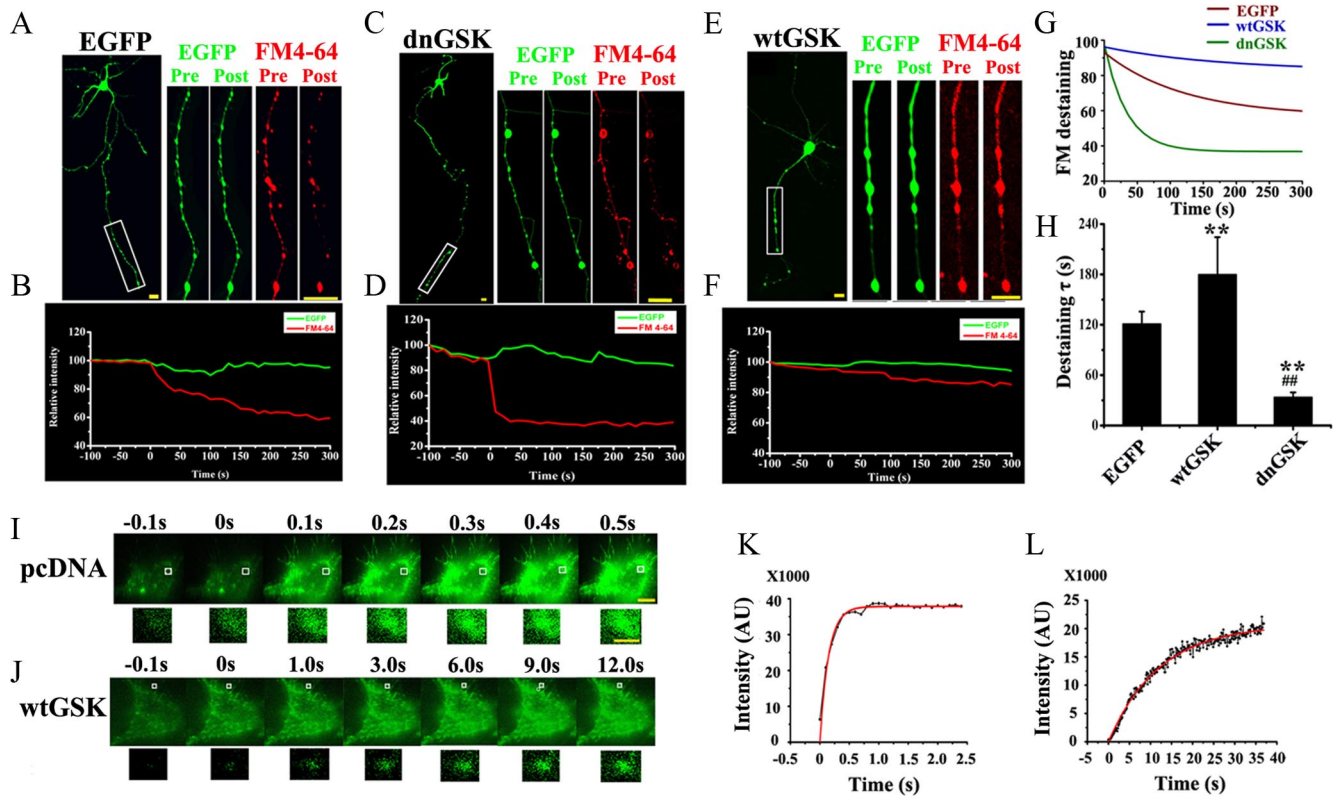 A
EGFP
EGFP FM4-64
Pre Post Pre Post
B
EGFP
FM4-64
Relative intensity
120
100
80
60
40
-100 -50 0 50 100 150 200 250 300
Time (s)
C
dnGSK
EGFP FM4-64
Pre Post Pre Post
D
EGFP
FM 4-64
Relative intensity
120
100
80
60
40
20
-100 -50 0 50 100 150 200 250 300
Time (s)
E
wtGSK
EGFP FM4-64
Pre Post Pre Post
F
EGFP
FM 4-64
Relative intensity
120
100
80
60
40
-100 -50 0 50 100 150 200 250 300
Time (s)
G
EGFP
wtGSK
dnGSK
FM destaining
100
80
60
40
20
0 50 100 150 200 250 300
Time (s)
H
Destaining τ (s)
240
180
120
60
0
**
**
##
EGFP wtGSK dnGSK
I
pcDNA
-0.1s 0s 0.1s 0.2s 0.3s 0.4s 0.5s
J
wtGSK
-0.1s 0s 1.0s 3.0s 6.0s 9.0s 12.0s
K
X1000
Intensity (AU)
40
30
20
10
0
-0.5 0 0.5 1.0 1.5 2.0 2.5
Time (s)
L
X1000
Intensity (AU)
25
20
15
10
5
0
-5 0 5 10 15 20 25 30 35 40
Time (s)